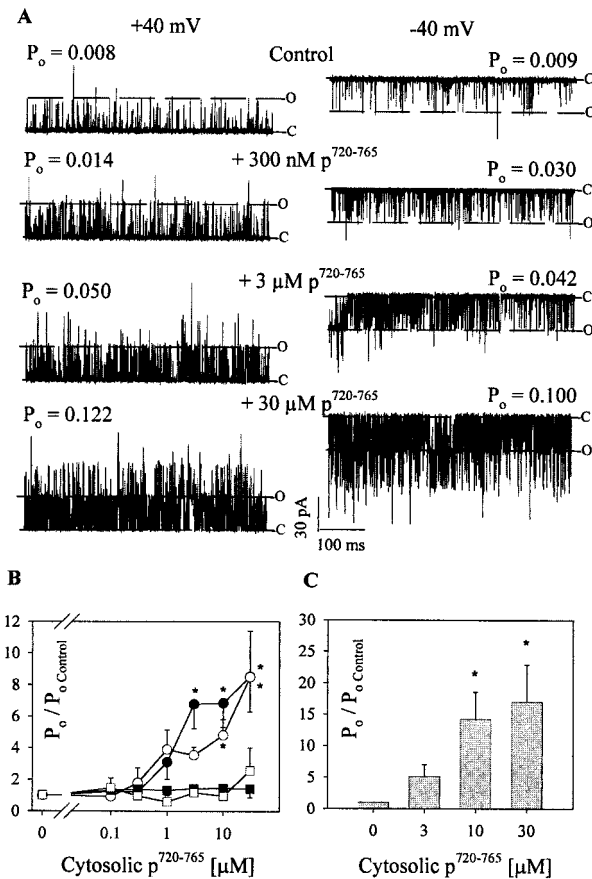 A
+40 mV -40 mV
Control
Pₒ = 0.008 Pₒ = 0.009
O C
C O
+ 300 nM p⁷²⁰⁻⁷⁶⁵
Pₒ = 0.014 Pₒ = 0.030
O C
C O
+ 3 µM p⁷²⁰⁻⁷⁶⁵
Pₒ = 0.050 Pₒ = 0.042
O C
C O
+ 30 µM p⁷²⁰⁻⁷⁶⁵
Pₒ = 0.122 Pₒ = 0.100
O C
C O
30 pA
100 ms
B
Pₒ / Pₒ Control
12
10
8
6
4
2
0
* * * * *
0 0.1 1 10
Cytosolic p⁷²⁰⁻⁷⁶⁵ [µM]
C
Pₒ / Pₒ Control
30
25
20
15
10
5
0
* *
0 3 10 30
Cytosolic p⁷²⁰⁻⁷⁶⁵ [µM]